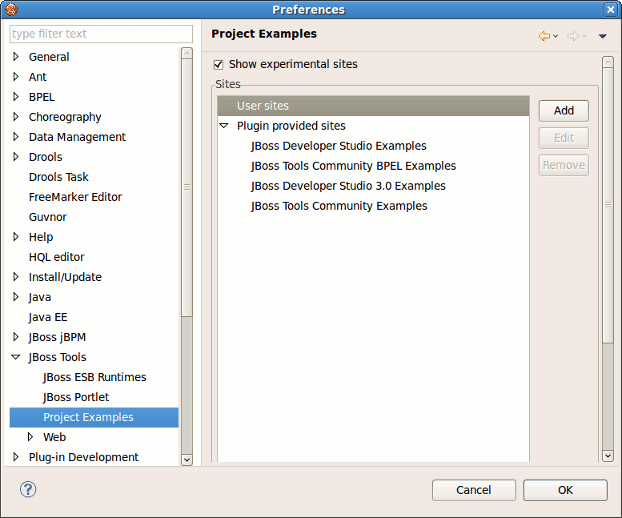 Preferences
type filter text
General
Ant
BPEL
Choreography
Data Management
Drools
Drools Task
FreeMarker Editor
Guvnor
Help
HQL editor
Install/Update
Java
Java EE
JBoss jBPM
JBoss Tools
JBoss ESB Runtimes
JBoss Portlet
Project Examples
Web
Plug-in Development
Project Examples
Show experimental sites
Sites
User sites
Plugin provided sites
JBoss Developer Studio Examples
JBoss Tools Community BPEL Examples
JBoss Developer Studio 3.0 Examples
JBoss Tools Community Examples
Add
Edit
Remove
?
Cancel
OK